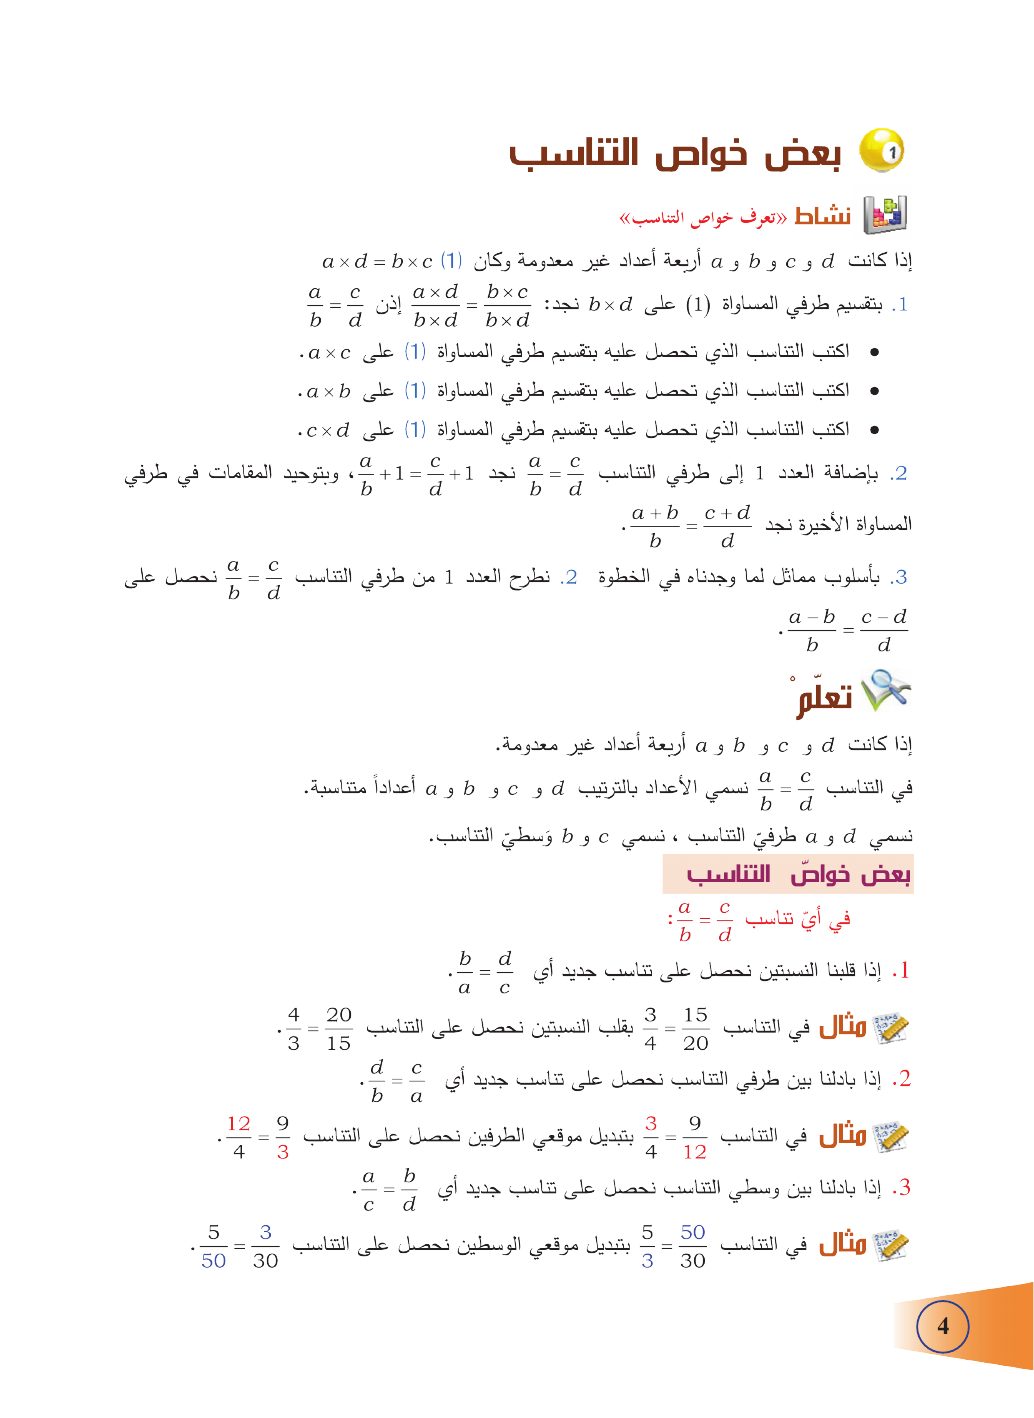 1 بعض خواص التناسب
نشاط «تعرف خواص التناسب»
إذا كانت d و c و b و a أربعة أعداد غير معدومة وكان (1) a×d = b×c
1. بتقسيم طرفي المساواة (1) على b×d نجد: (a×d)/(b×d) = (b×c)/(b×d) إذن a/b = c/d
• اكتب التناسب الذي تحصل عليه بتقسيم طرفي المساواة (1) على a×c.
• اكتب التناسب الذي تحصل عليه بتقسيم طرفي المساواة (1) على a×b.
• اكتب التناسب الذي تحصل عليه بتقسيم طرفي المساواة (1) على c×d.
2. بإضافة العدد 1 إلى طرفي التناسب a/b = c/d نجد a/b +1 = c/d +1، وبتوحيد المقامات في طرفي
المساواة الأخيرة نجد (a+b)/b = (c+d)/d.
3. بأسلوب مماثل لما وجدناه في الخطوة 2. نطرح العدد 1 من طرفي التناسب a/b = c/d نحصل على
(a−b)/b = (c−d)/d.
تعلّمْ
إذا كانت d و c و b و a أربعة أعداد غير معدومة.
في التناسب a/b = c/d نسمي الأعداد بالترتيب d و c و b و a أعداداً متناسبة.
نسمي d و a طرفيّ التناسب ، نسمي c و b وَسطيّ التناسب.
بعض خواصّ التناسب
في أيّ تناسب a/b = c/d:
1. إذا قلبنا النسبتين نحصل على تناسب جديد أي b/a = d/c.
مثال في التناسب 3/4 = 15/20 بقلب النسبتين نحصل على التناسب 4/3 = 20/15.
2. إذا بادلنا بين طرفي التناسب نحصل على تناسب جديد أي d/b = c/a.
مثال في التناسب 3/4 = 9/12 بتبديل موقعي الطرفين نحصل على التناسب 12/4 = 9/3.
3. إذا بادلنا بين وسطي التناسب نحصل على تناسب جديد أي a/c = b/d.
مثال في التناسب 5/3 = 50/30 بتبديل موقعي الوسطين نحصل على التناسب 5/50 = 3/30.
4